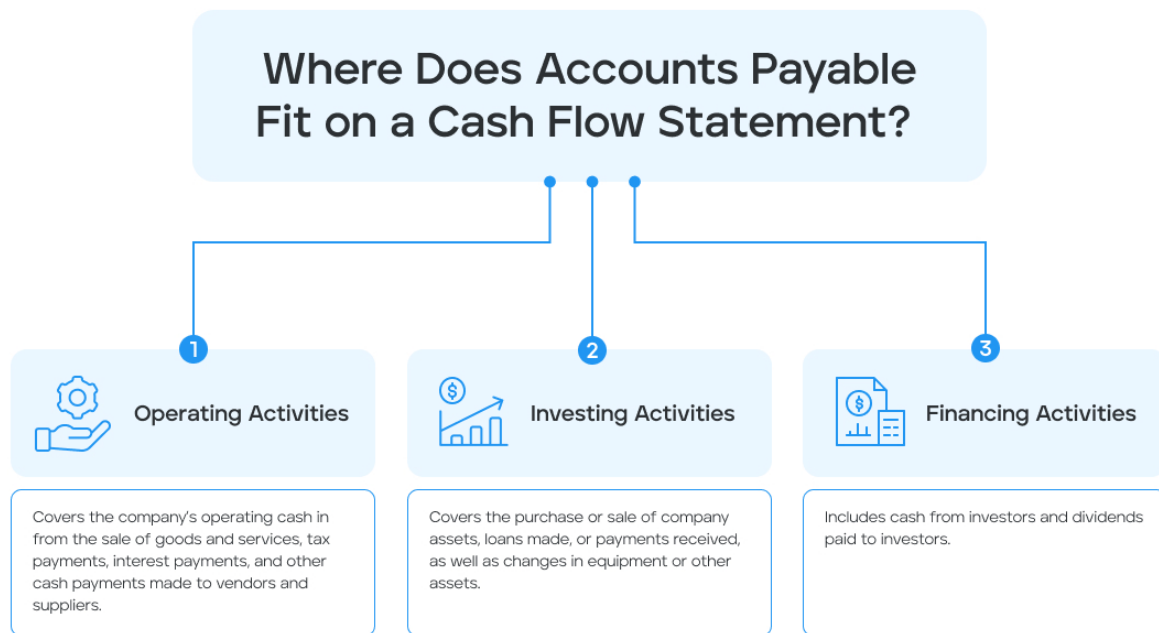 Where Does Accounts Payable
Fit on a Cash Flow Statement?
1
Operating Activities
Covers the company's operating cash in
from the sale of goods and services, tax
payments, interest payments, and other
cash payments made to vendors and
suppliers.
2
$
Investing Activities
Covers the purchase or sale of company
assets, loans made, or payments received,
as well as changes in equipment or other
assets.
3
$
Financing Activities
Includes cash from investors and dividends
paid to investors.